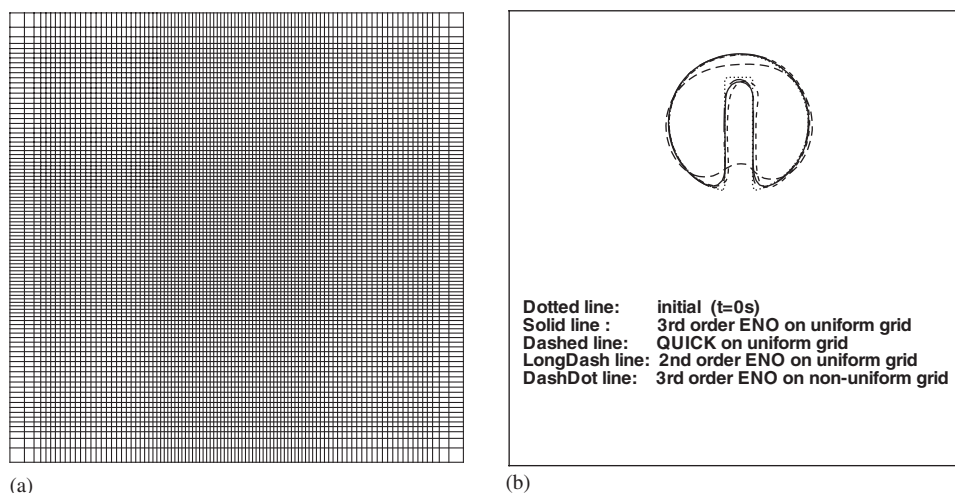 Dotted line: initial (t=0s)
Solid line : 3rd order ENO on uniform grid
Dashed line: QUICK on uniform grid
LongDash line: 2nd order ENO on uniform grid
DashDot line: 3rd order ENO on non-uniform grid
(a)
(b)